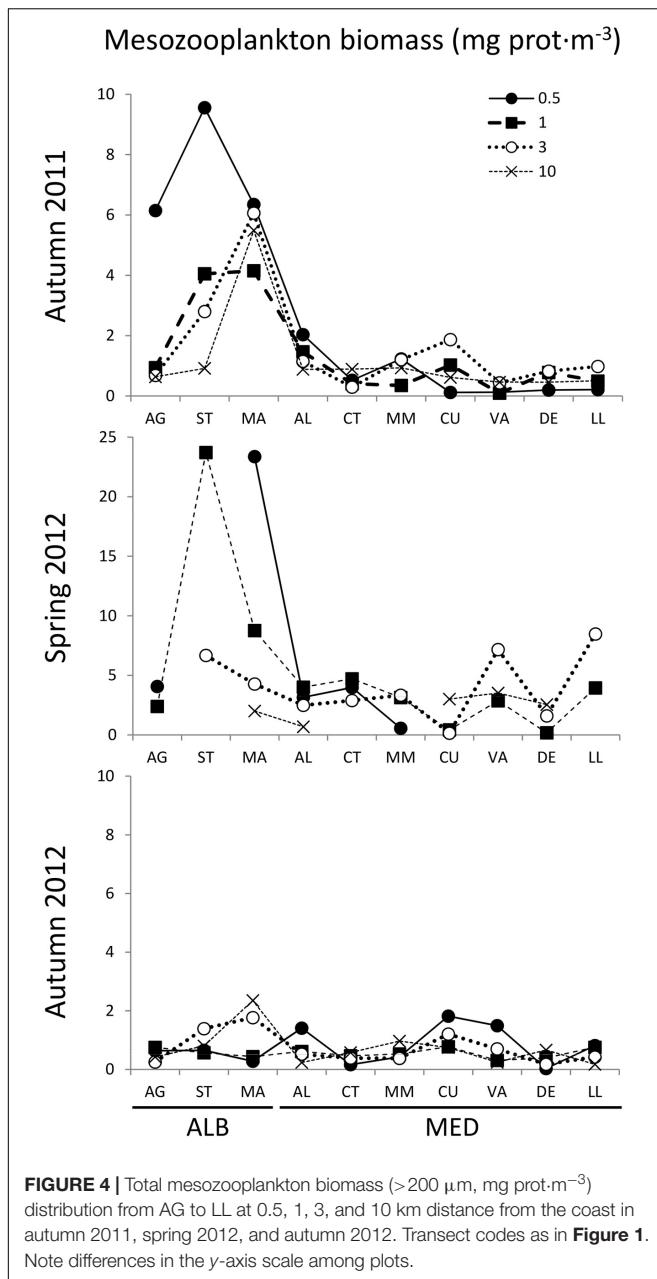 Mesozooplankton biomass (mg prot·m⁻³)
0.5
1
3
10
Autumn 2011
10
8
6
4
2
0
AG ST MA AL CT MM CU VA DE LL
Spring 2012
25
20
15
10
5
0
AG ST MA AL CT MM CU VA DE LL
Autumn 2012
10
8
6
4
2
0
AG ST MA AL CT MM CU VA DE LL
ALB MED
FIGURE 4 | Total mesozooplankton biomass (>200 μm, mg prot·m⁻³)
distribution from AG to LL at 0.5, 1, 3, and 10 km distance from the coast in
autumn 2011, spring 2012, and autumn 2012. Transect codes as in Figure 1.
Note differences in the y-axis scale among plots.